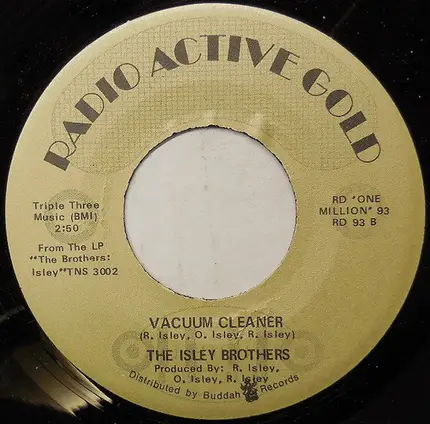 RADIO ACTIVE GOLD
Triple Three
Music (BMI)
2:50
From The LP
"The Brothers:
Isley"TNS 3002
RD "ONE
MILLION" 93
RD 93 B
VACUUM CLEANER
(R. Isley, O. Isley, R. Isley)
THE ISLEY BROTHERS
Produced By: R. Isley,
O. Isley, R. Isley
Distributed by Buddah Records